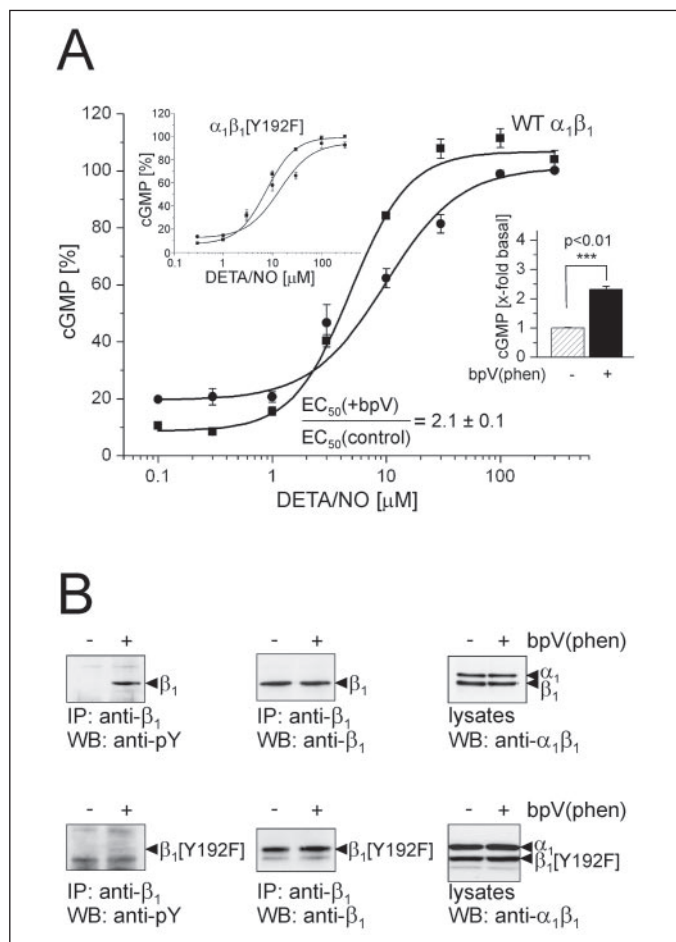 A
120
100
80
60
40
20
0
cGMP [%]
0.1 1 10 100
DETA/NO [μM]
α₁β₁[Y192F]
120
100
80
60
40
20
0
cGMP [%]
0.1 1 10 100
DETA/NO [μM]
WT α₁β₁
p<0.01
***
4
3
2
1
0
cGMP [x-fold basal]
bpV(phen) - +
EC₅₀(+bpV)
EC₅₀(control)
= 2.1 ± 0.1
B
- + - + - + bpV(phen)
β₁ β₁ α₁
β₁
IP: anti-β₁ IP: anti-β₁ lysates
WB: anti-pY WB: anti-β₁ WB: anti-α₁β₁
- + - + - + bpV(phen)
β₁[Y192F] β₁[Y192F] α₁
β₁[Y192F]
IP: anti-β₁ IP: anti-β₁ lysates
WB: anti-pY WB: anti-β₁ WB: anti-α₁β₁